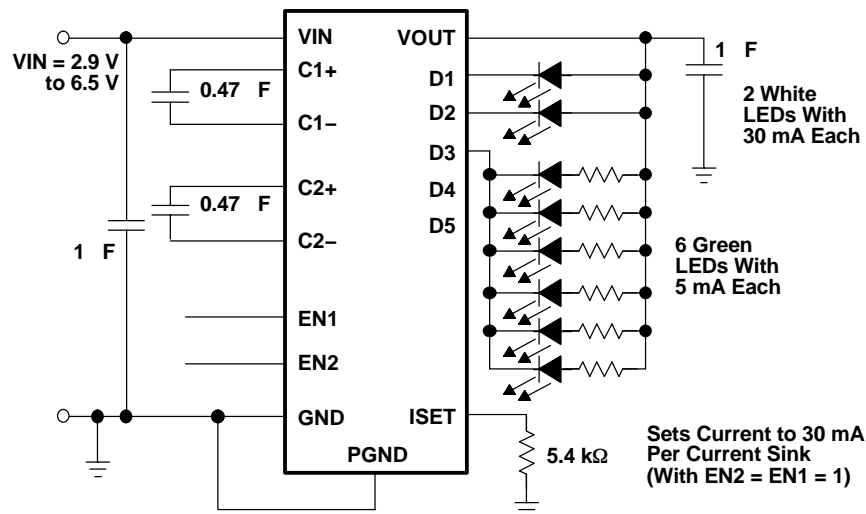 VIN
VOUT
VIN = 2.9 V
to 6.5 V
C1+
0.47 F
C1−
C2+
0.47 F
C2−
1 F
EN1
EN2
GND
PGND
D1
D2
D3
D4
D5
ISET
1 F
2 White
LEDs With
30 mA Each
6 Green
LEDs With
5 mA Each
5.4 kΩ
Sets Current to 30 mA
Per Current Sink
(With EN2 = EN1 = 1)